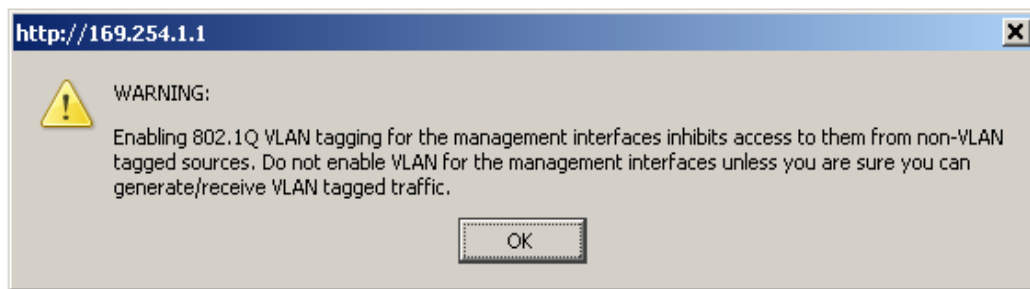 http://169.254.1.1
WARNING:
Enabling 802.1Q VLAN tagging for the management interfaces inhibits access to them from non-VLAN
tagged sources. Do not enable VLAN for the management interfaces unless you are sure you can
generate/receive VLAN tagged traffic.
OK